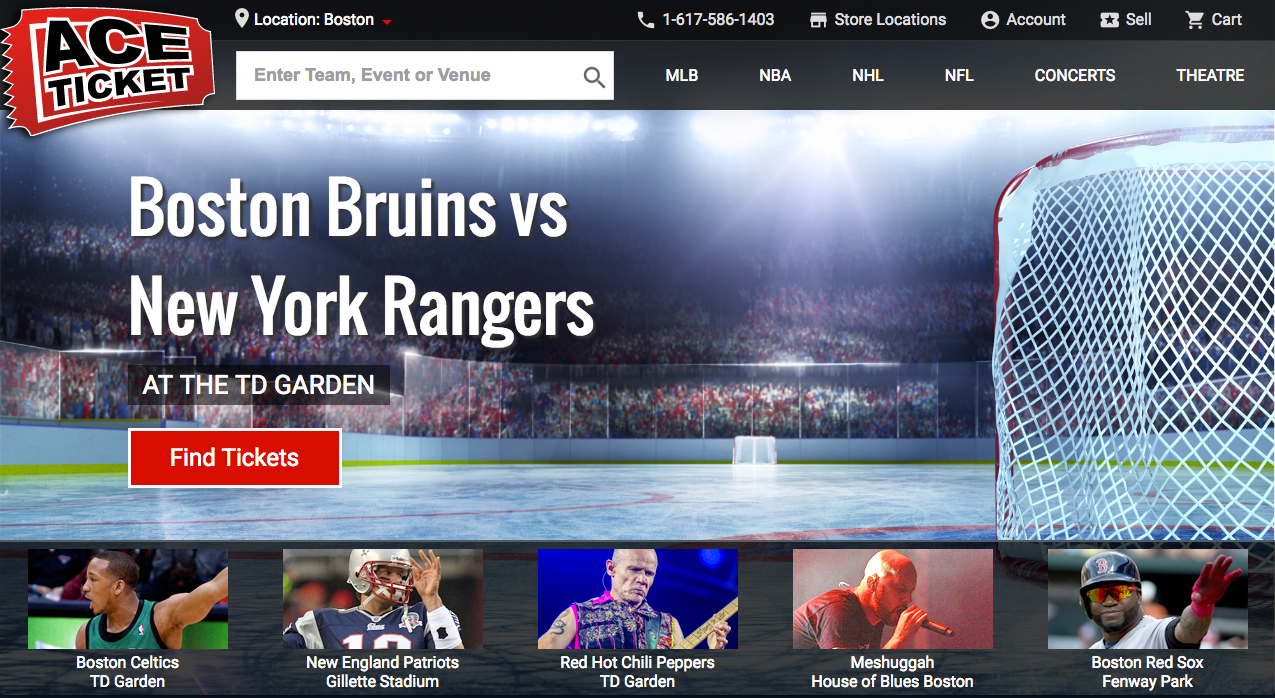 ACE
TICKET
Location: Boston
1-617-586-1403
Store Locations
Account
Sell
Cart
Enter Team, Event or Venue
MLB
NBA
NHL
NFL
CONCERTS
THEATRE
Boston Bruins vs
New York Rangers
AT THE TD GARDEN
Find Tickets
Boston Celtics
TD Garden
New England Patriots
Gillette Stadium
Red Hot Chili Peppers
TD Garden
Meshuggah
House of Blues Boston
Boston Red Sox
Fenway Park